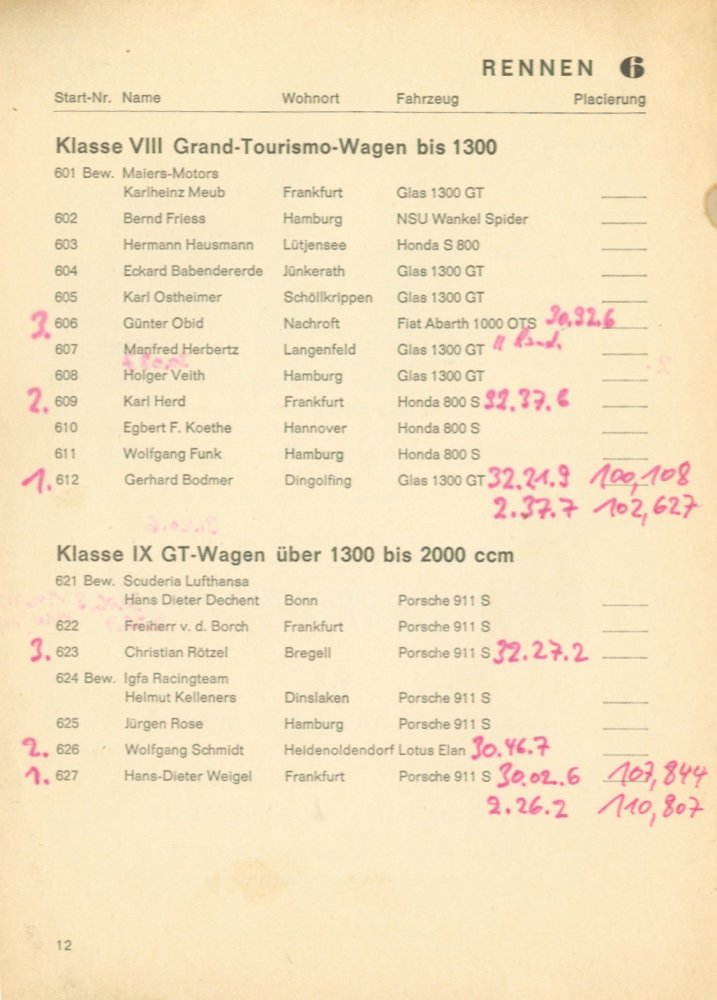 RENNEN 6
Start-Nr. Name Wohnort Fahrzeug Placierung
Klasse VIII Grand-Tourismo-Wagen bis 1300
601 Bew. Maiers-Motors
Karlheinz Meub Frankfurt Glas 1300 GT
602 Bernd Friess Hamburg NSU Wankel Spider
603 Hermann Hausmann Lütjensee Honda S 800
604 Eckard Babendererde Jünkerath Glas 1300 GT
605 Karl Ostheimer Schöllkrippen Glas 1300 GT
3. 606 Günter Obid Nachroft Fiat Abarth 1000 OTS 30.32.6
11 Rund.
607 Manfred Herbertz Langenfeld Glas 1300 GT
608 Holger Veith Hamburg Glas 1300 GT
2. 609 Karl Herd Frankfurt Honda 800 S 32.37.6
610 Egbert F. Koethe Hannover Honda 800 S
611 Wolfgang Funk Hamburg Honda 800 S
1. 612 Gerhard Bodmer Dingolfing Glas 1300 GT 32.21.9 100,108
2.37.7 102,627
Klasse IX GT-Wagen über 1300 bis 2000 ccm
621 Bew. Scuderia Lufthansa
Hans Dieter Dechent Bonn Porsche 911 S
622 Freiherr v. d. Borch Frankfurt Porsche 911 S
3. 623 Christian Rötzel Bregell Porsche 911 S 32.27.2
624 Bew. Igfa Racingteam
Helmut Kelleners Dinslaken Porsche 911 S
625 Jürgen Rose Hamburg Porsche 911 S
2. 626 Wolfgang Schmidt Heidenoldendorf Lotus Elan 30.46.7
1. 627 Hans-Dieter Weigel Frankfurt Porsche 911 S 30.02.6 107,844
2.26.2 110,807
12